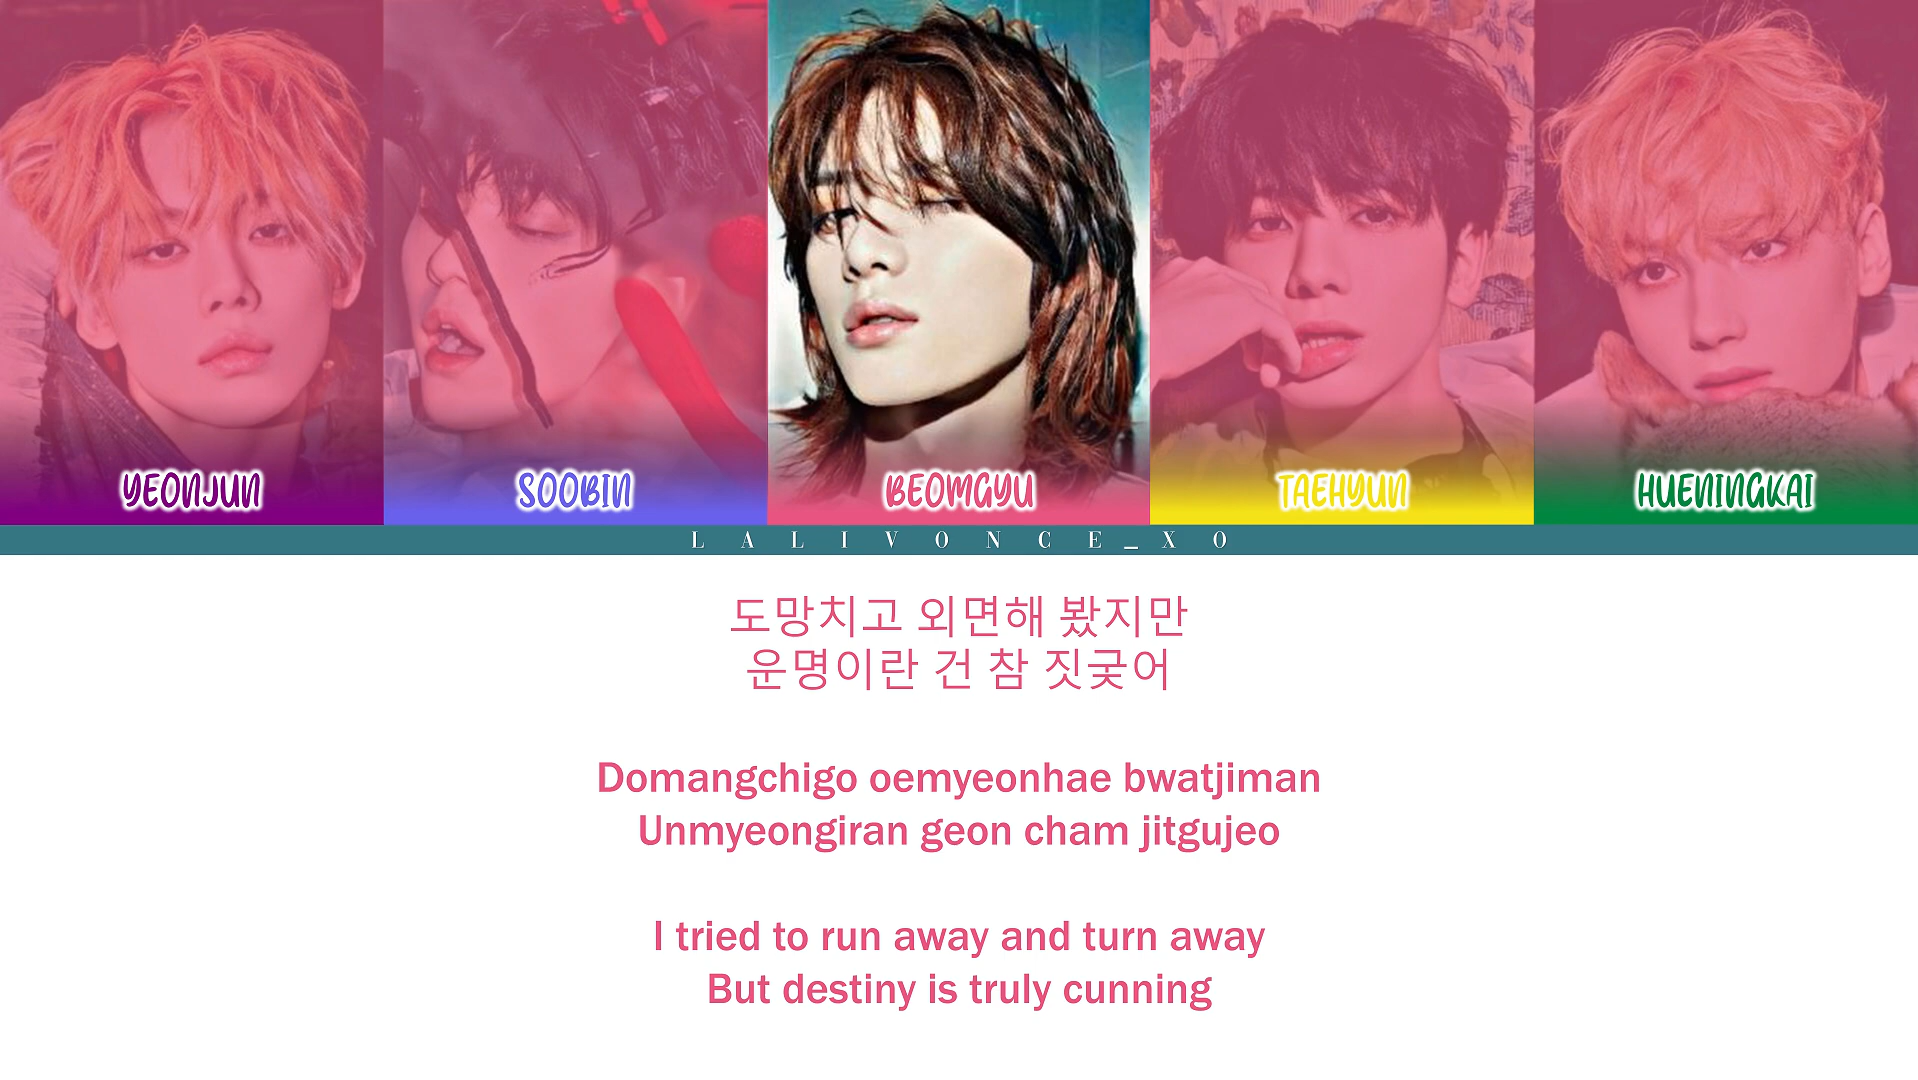 YEONJUN
SOOBIN
BEOMGYU
TAEHYUN
HUENINGKAI
LALIVONCE_XO
도망치고 외면해 봤지만
운명이란 건 참 짓궂어
Domangchigo oemyeonhae bwatjiman
Unmyeongiran geon cham jitgujeo
I tried to run away and turn away
But destiny is truly cunning